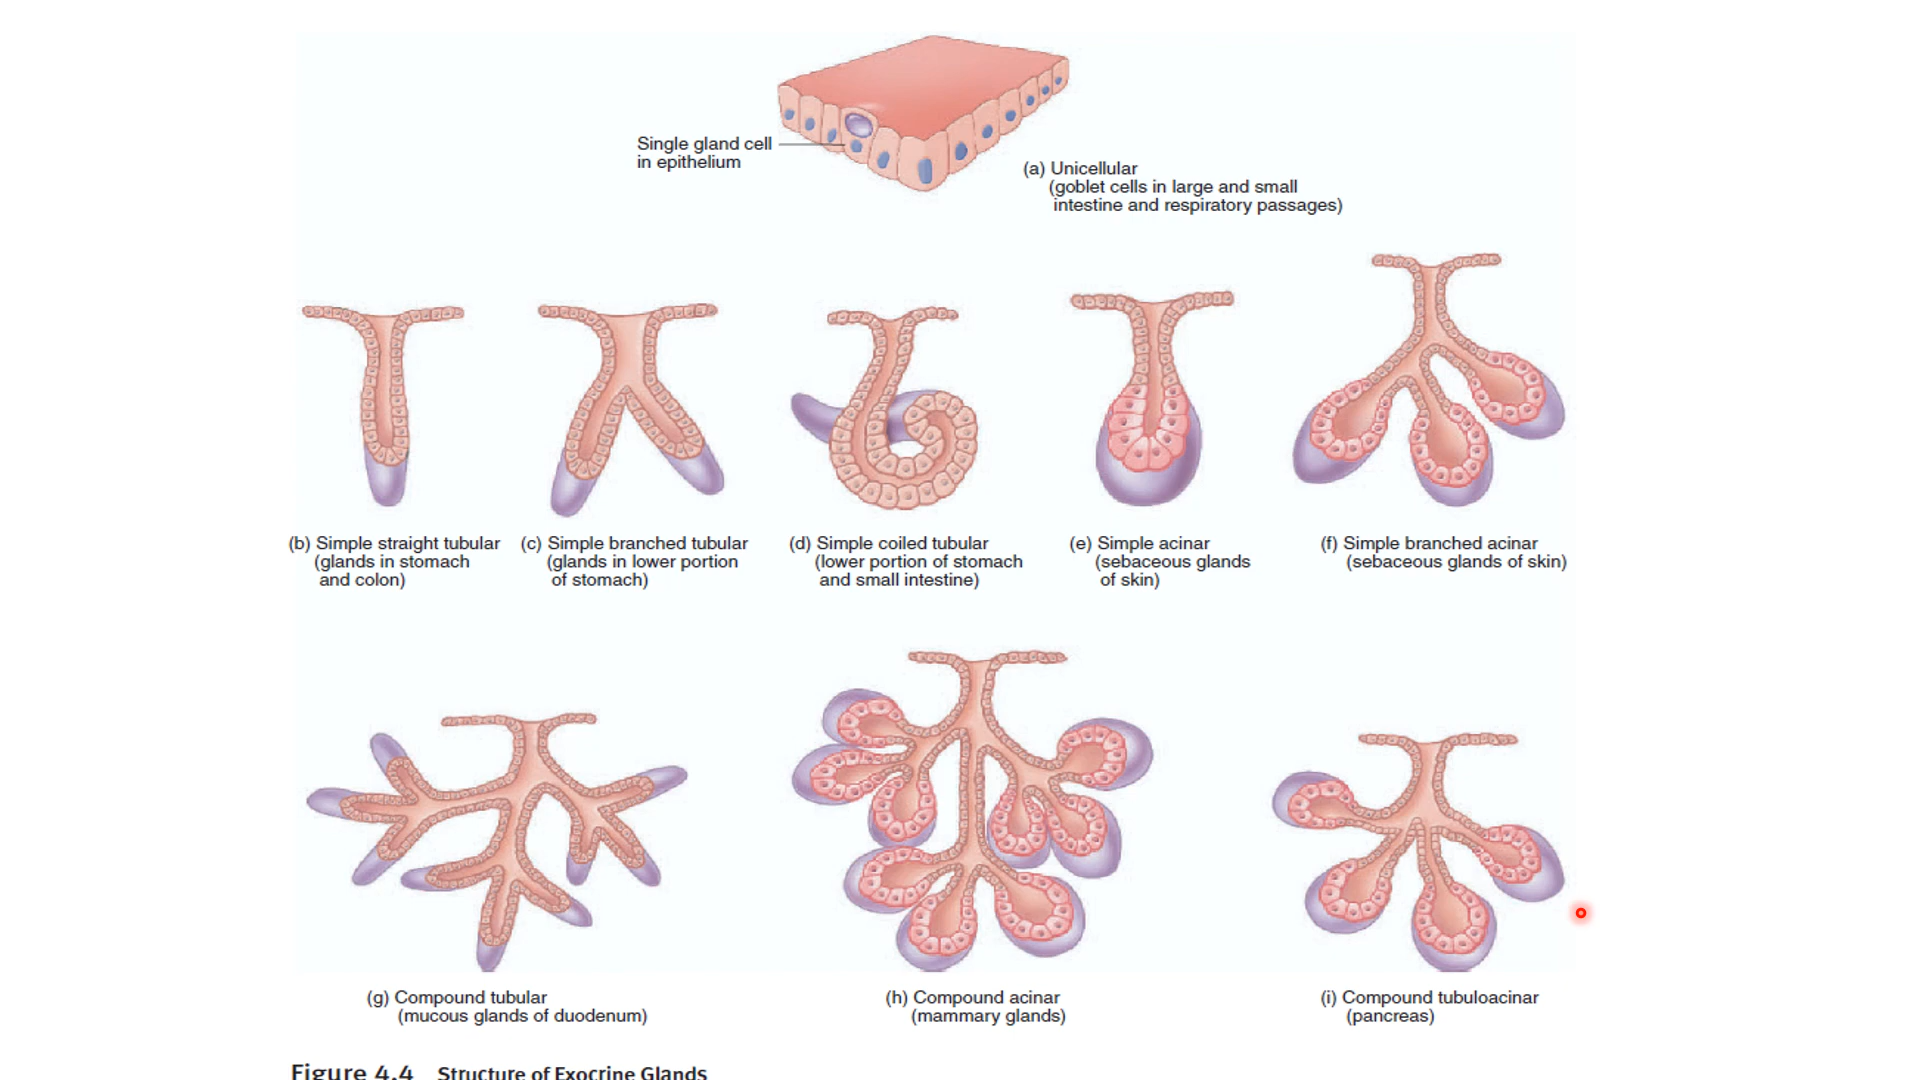 Single gland cell
in epithelium
(a) Unicellular
(goblet cells in large and small
intestine and respiratory passages)
(b) Simple straight tubular
(glands in stomach
and colon)
(c) Simple branched tubular
(glands in lower portion
of stomach)
(d) Simple coiled tubular
(lower portion of stomach
and small intestine)
(e) Simple acinar
(sebaceous glands
of skin)
(f) Simple branched acinar
(sebaceous glands of skin)
(g) Compound tubular
(mucous glands of duodenum)
(h) Compound acinar
(mammary glands)
(i) Compound tubuloacinar
(pancreas)
Figure 4.4 Structure of Exocrine Glands